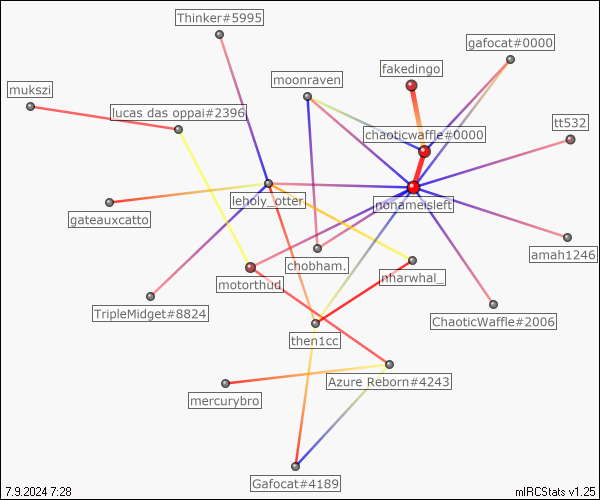 Thinker#5995
gafocat#0000
fakedingo
moonraven
mukszi
lucas das oppai#2396
tt532
chaoticwaffle#0000
leholy_otter
nonameisleft
gateauxcatto
amah1246
chobham.
nharwhal_
motorthud
TripleMidget#8824
ChaoticWaffle#2006
then1cc
Azure Reborn#4243
mercurybro
Gafocat#4189
7.9.2024 7:28
mIRCStats v1.25